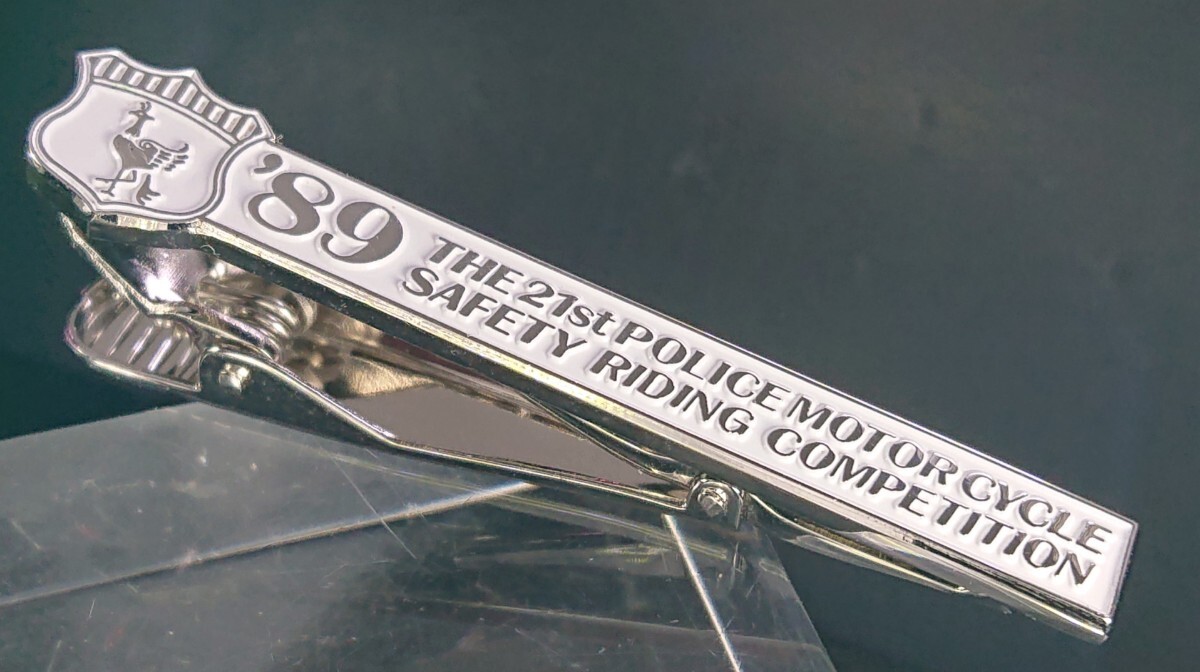 '89
THE 21st POLICE MOTOR CYCLE
SAFETY RIDING COMPETITION